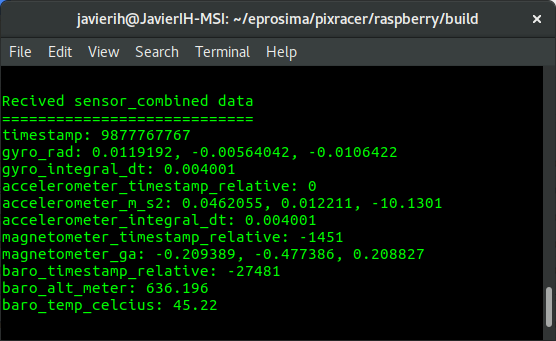 javierih@JavierIH-MSI: ~/eprosima/pixracer/raspberry/build
File Edit View Search Terminal Help
Recived sensor_combined data
============================
timestamp: 9877767767
gyro_rad: 0.0119192, -0.00564042, -0.0106422
gyro_integral_dt: 0.004001
accelerometer_timestamp_relative: 0
accelerometer_m_s2: 0.0462055, 0.012211, -10.1301
accelerometer_integral_dt: 0.004001
magnetometer_timestamp_relative: -1451
magnetometer_ga: -0.209389, -0.477386, 0.208827
baro_timestamp_relative: -27481
baro_alt_meter: 636.196
baro_temp_celcius: 45.22